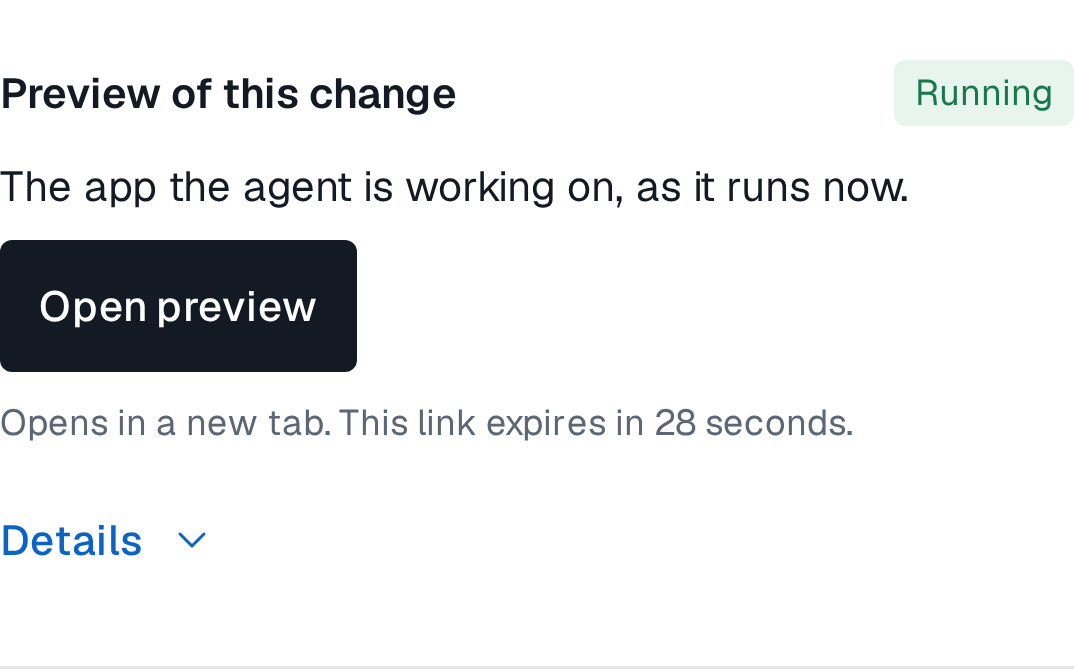 Preview of this change
Running
The app the agent is working on, as it runs now.
Open preview
Opens in a new tab. This link expires in 28 seconds.
Details